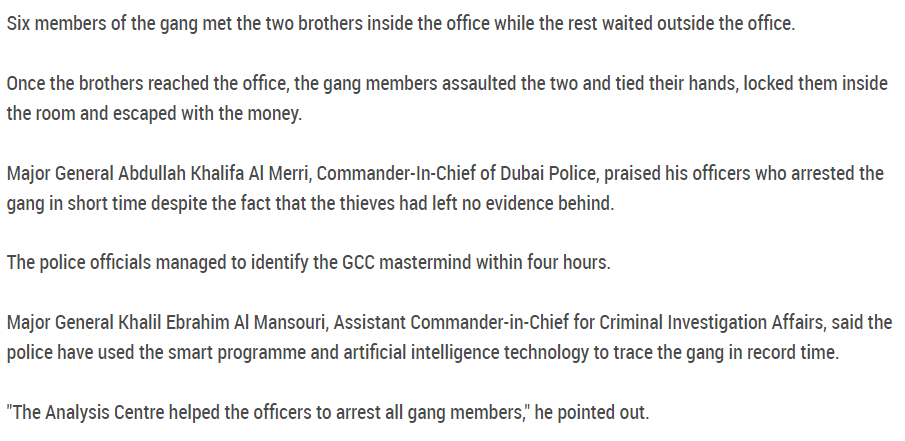 Six members of the gang met the two brothers inside the office while the rest waited outside the office.
Once the brothers reached the office, the gang members assaulted the two and tied their hands, locked them inside
the room and escaped with the money.
Major General Abdullah Khalifa Al Merri, Commander-In-Chief of Dubai Police, praised his officers who arrested the
gang in short time despite the fact that the thieves had left no evidence behind.
The police officials managed to identify the GCC mastermind within four hours.
Major General Khalil Ebrahim Al Mansouri, Assistant Commander-in-Chief for Criminal Investigation Affairs, said the
police have used the smart programme and artificial intelligence technology to trace the gang in record time.
"The Analysis Centre helped the officers to arrest all gang members," he pointed out.